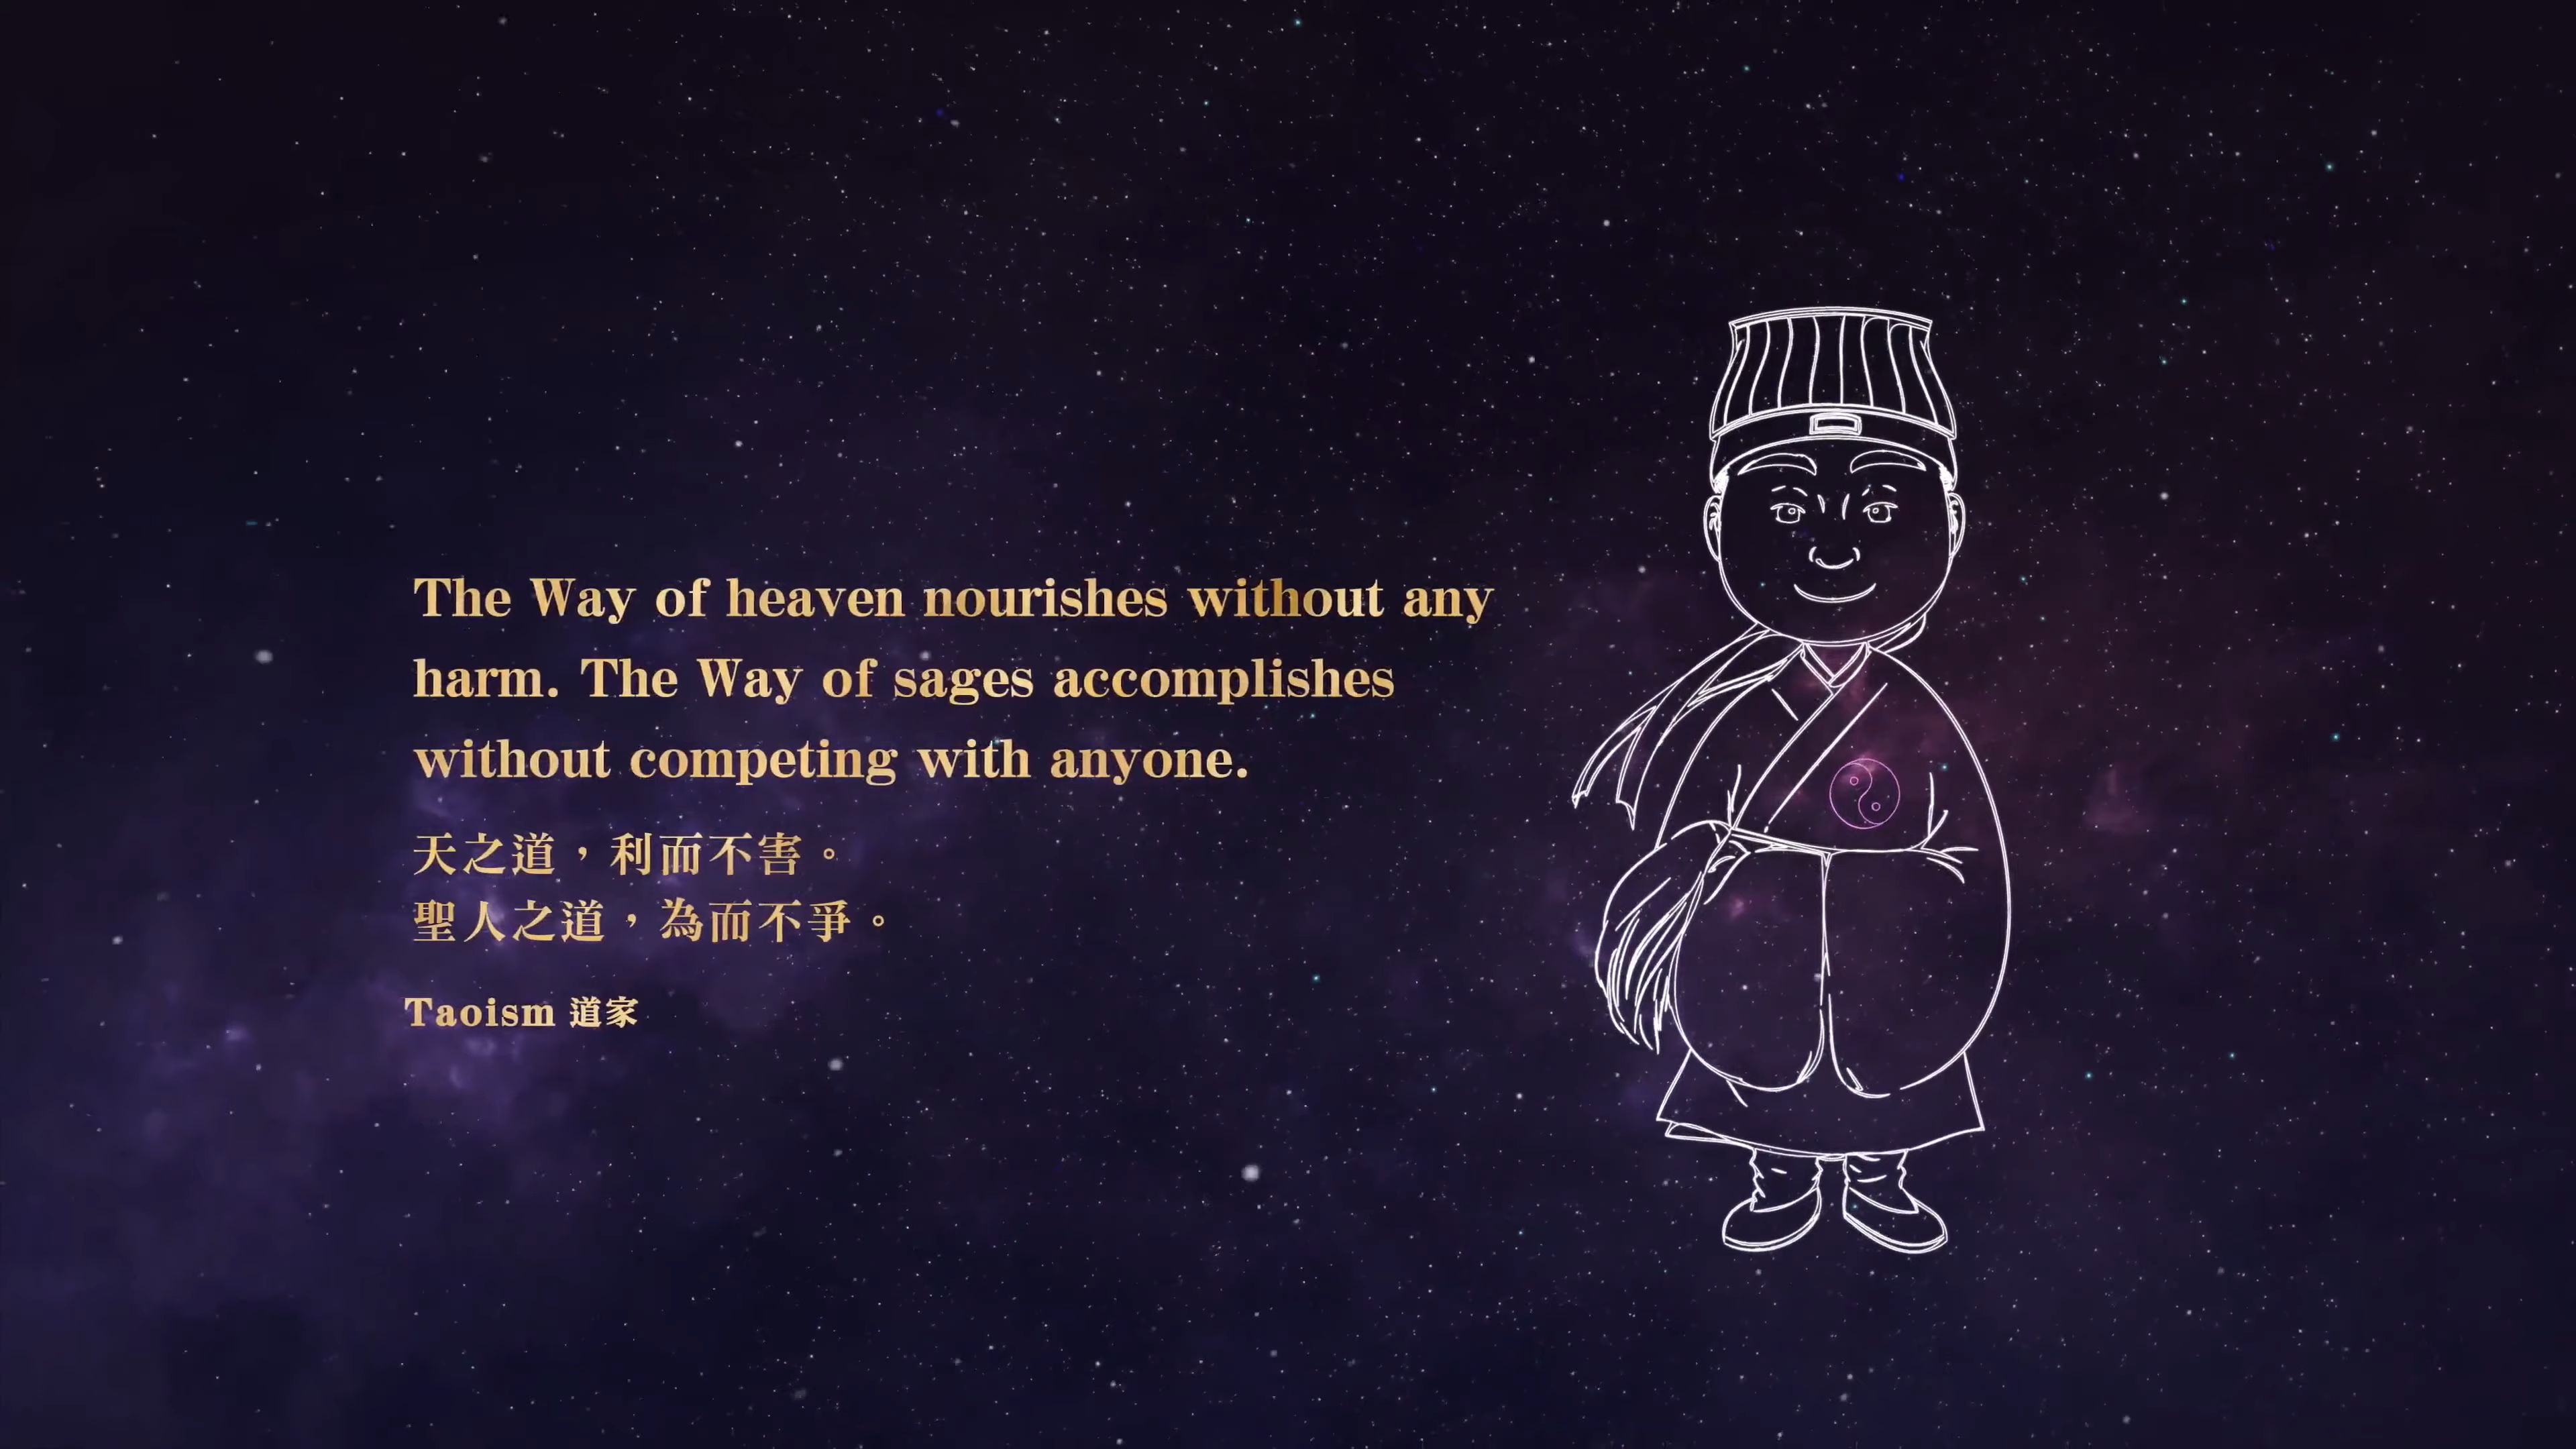 The Way of heaven nourishes without any
harm. The Way of sages accomplishes
without competing with anyone.
天之道，利而不害。
聖人之道，為而不爭。
Taoism 道家